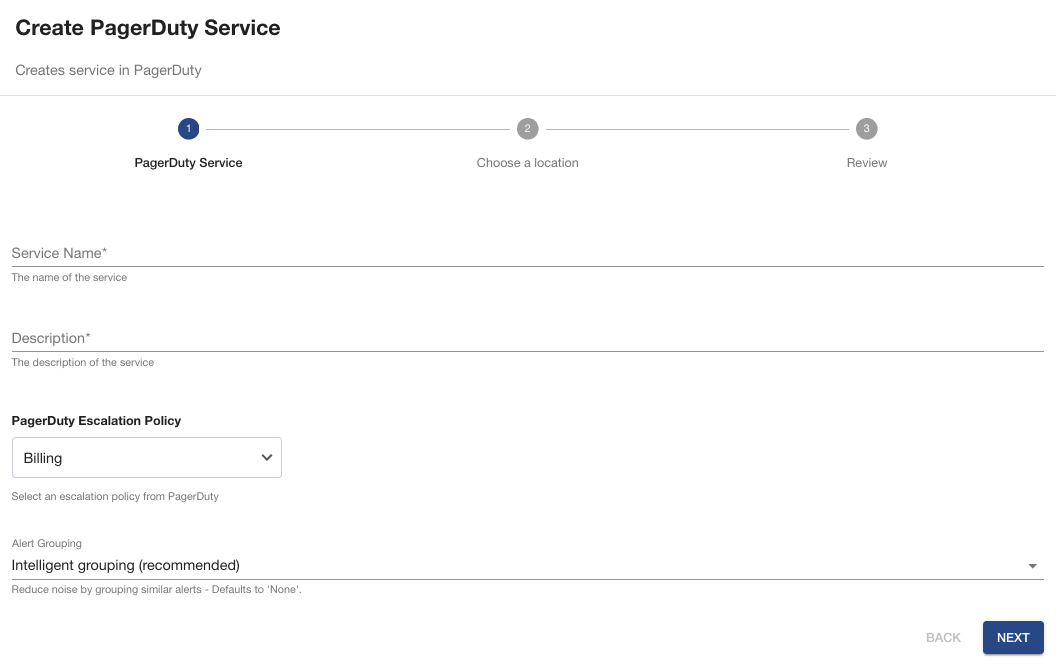 Create PagerDuty Service
Creates service in PagerDuty
1 2 3
PagerDuty Service Choose a location Review
Service Name*
The name of the service
Description*
The description of the service
PagerDuty Escalation Policy
Billing
Select an escalation policy from PagerDuty
Alert Grouping
Intelligent grouping (recommended)
Reduce noise by grouping similar alerts - Defaults to 'None'.
BACK NEXT